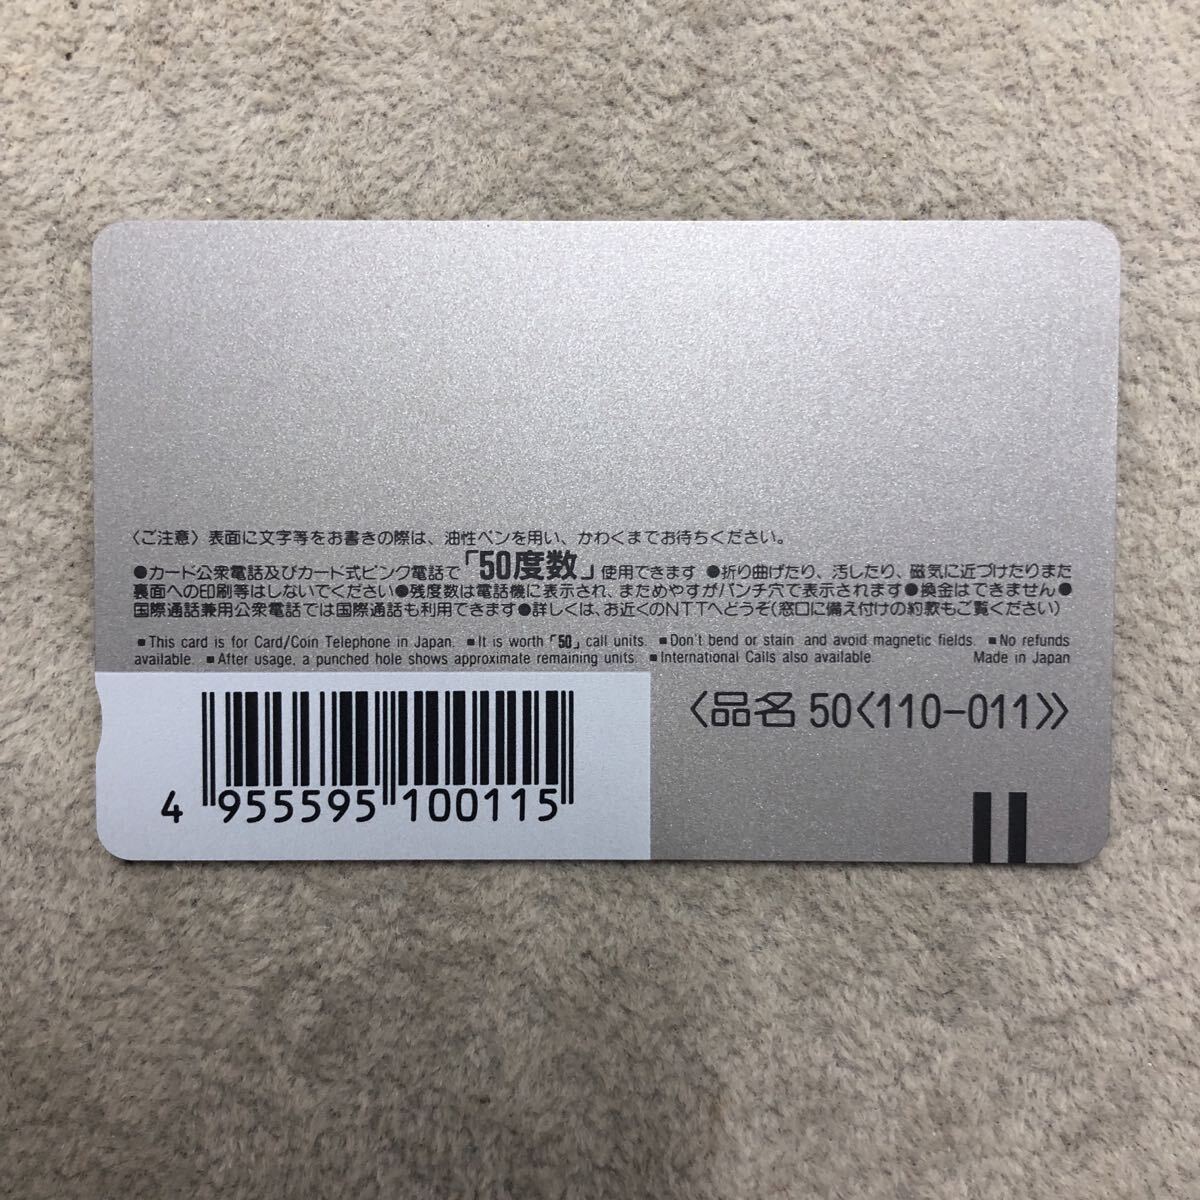 〈ご注意〉表面に文字等をお書きの際は、油性ペンを用い、かわくまでお待ちください。
●カード公衆電話及びカード式ピンク電話で「50度数」使用できます ●折り曲げたり、汚したり、磁気に近づけたりまた
裏面への印刷等はしないでください●残度数は電話機に表示され、まためやすがパンチ穴で表示されます●換金はできません●
国際通話兼用公衆電話では国際通話も利用できます●詳しくは、お近くのNTTへどうぞ(窓口に備え付けの約款もご覧ください)
■This card is for Card/Coin Telephone in Japan. ■It is worth「50」call units. ■Don't bend or stain and avoid magnetic fields. ■No refunds
available. ■After usage, a punched hole shows approximate remaining units. ■International Calls also available. Made in Japan
〈品名 50〈110-011〉〉
4 955595 100115